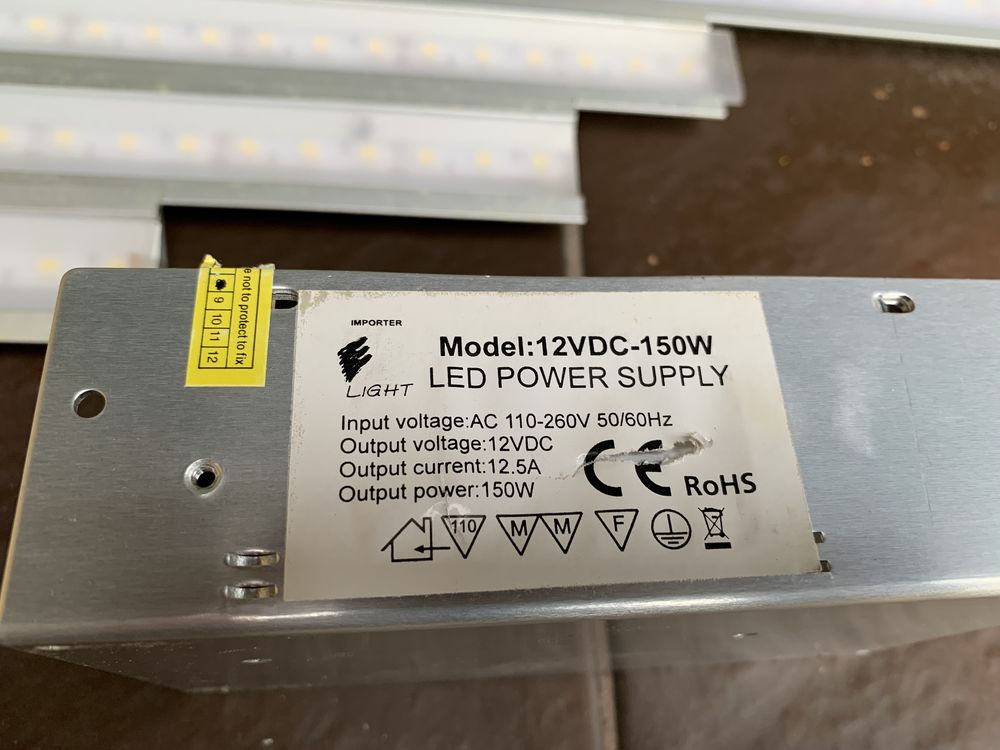 e not to protect to fix
9
10
11
12
IMPORTER
LIGHT
Model:12VDC-150W
LED POWER SUPPLY
Input voltage:AC 110-260V 50/60Hz
Output voltage:12VDC
Output current:12.5A
Output power:150W
CE RoHS
110 M M F